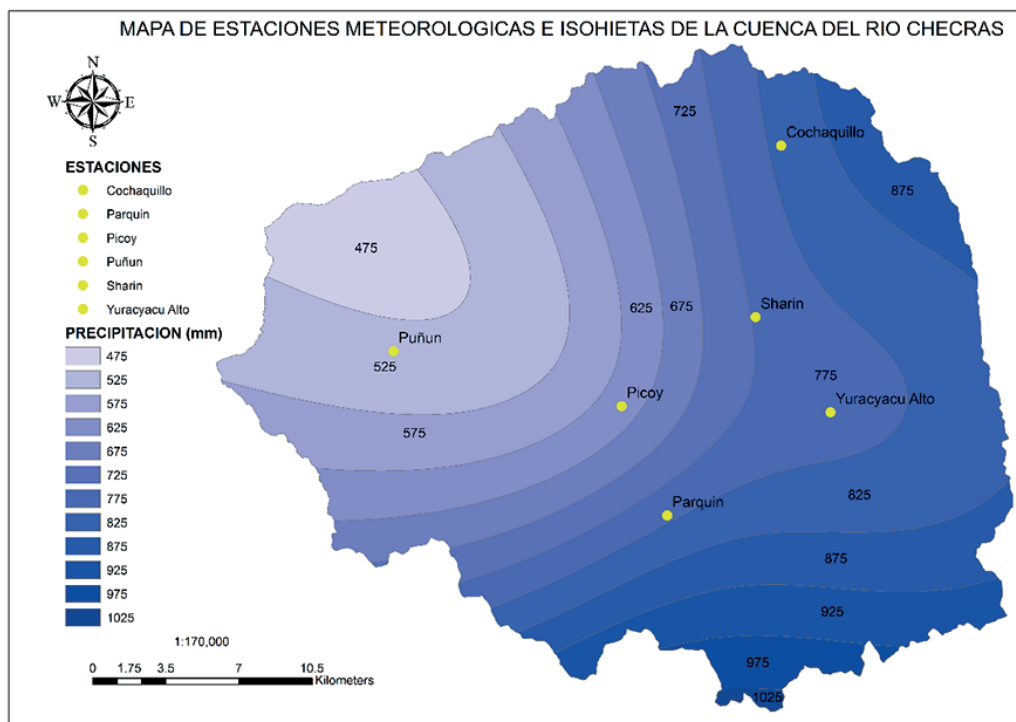 MAPA DE ESTACIONES METEOROLOGICAS E ISOHIETAS DE LA CUENCA DEL RIO CHECRAS
N
W E
S
ESTACIONES
Cochaquillo
Parquin
Picoy
Puñun
Sharin
Yuracyacu Alto
PRECIPITACION (mm)
475
525
575
625
675
725
775
825
875
925
975
1025
1:170,000
0 1.75 3.5 7 10.5
Kilometers
725
Cochaquillo
875
475
625
675
Sharin
Puñun
525
775
Picoy
Yuracyacu Alto
575
825
Parquin
875
925
975
1025